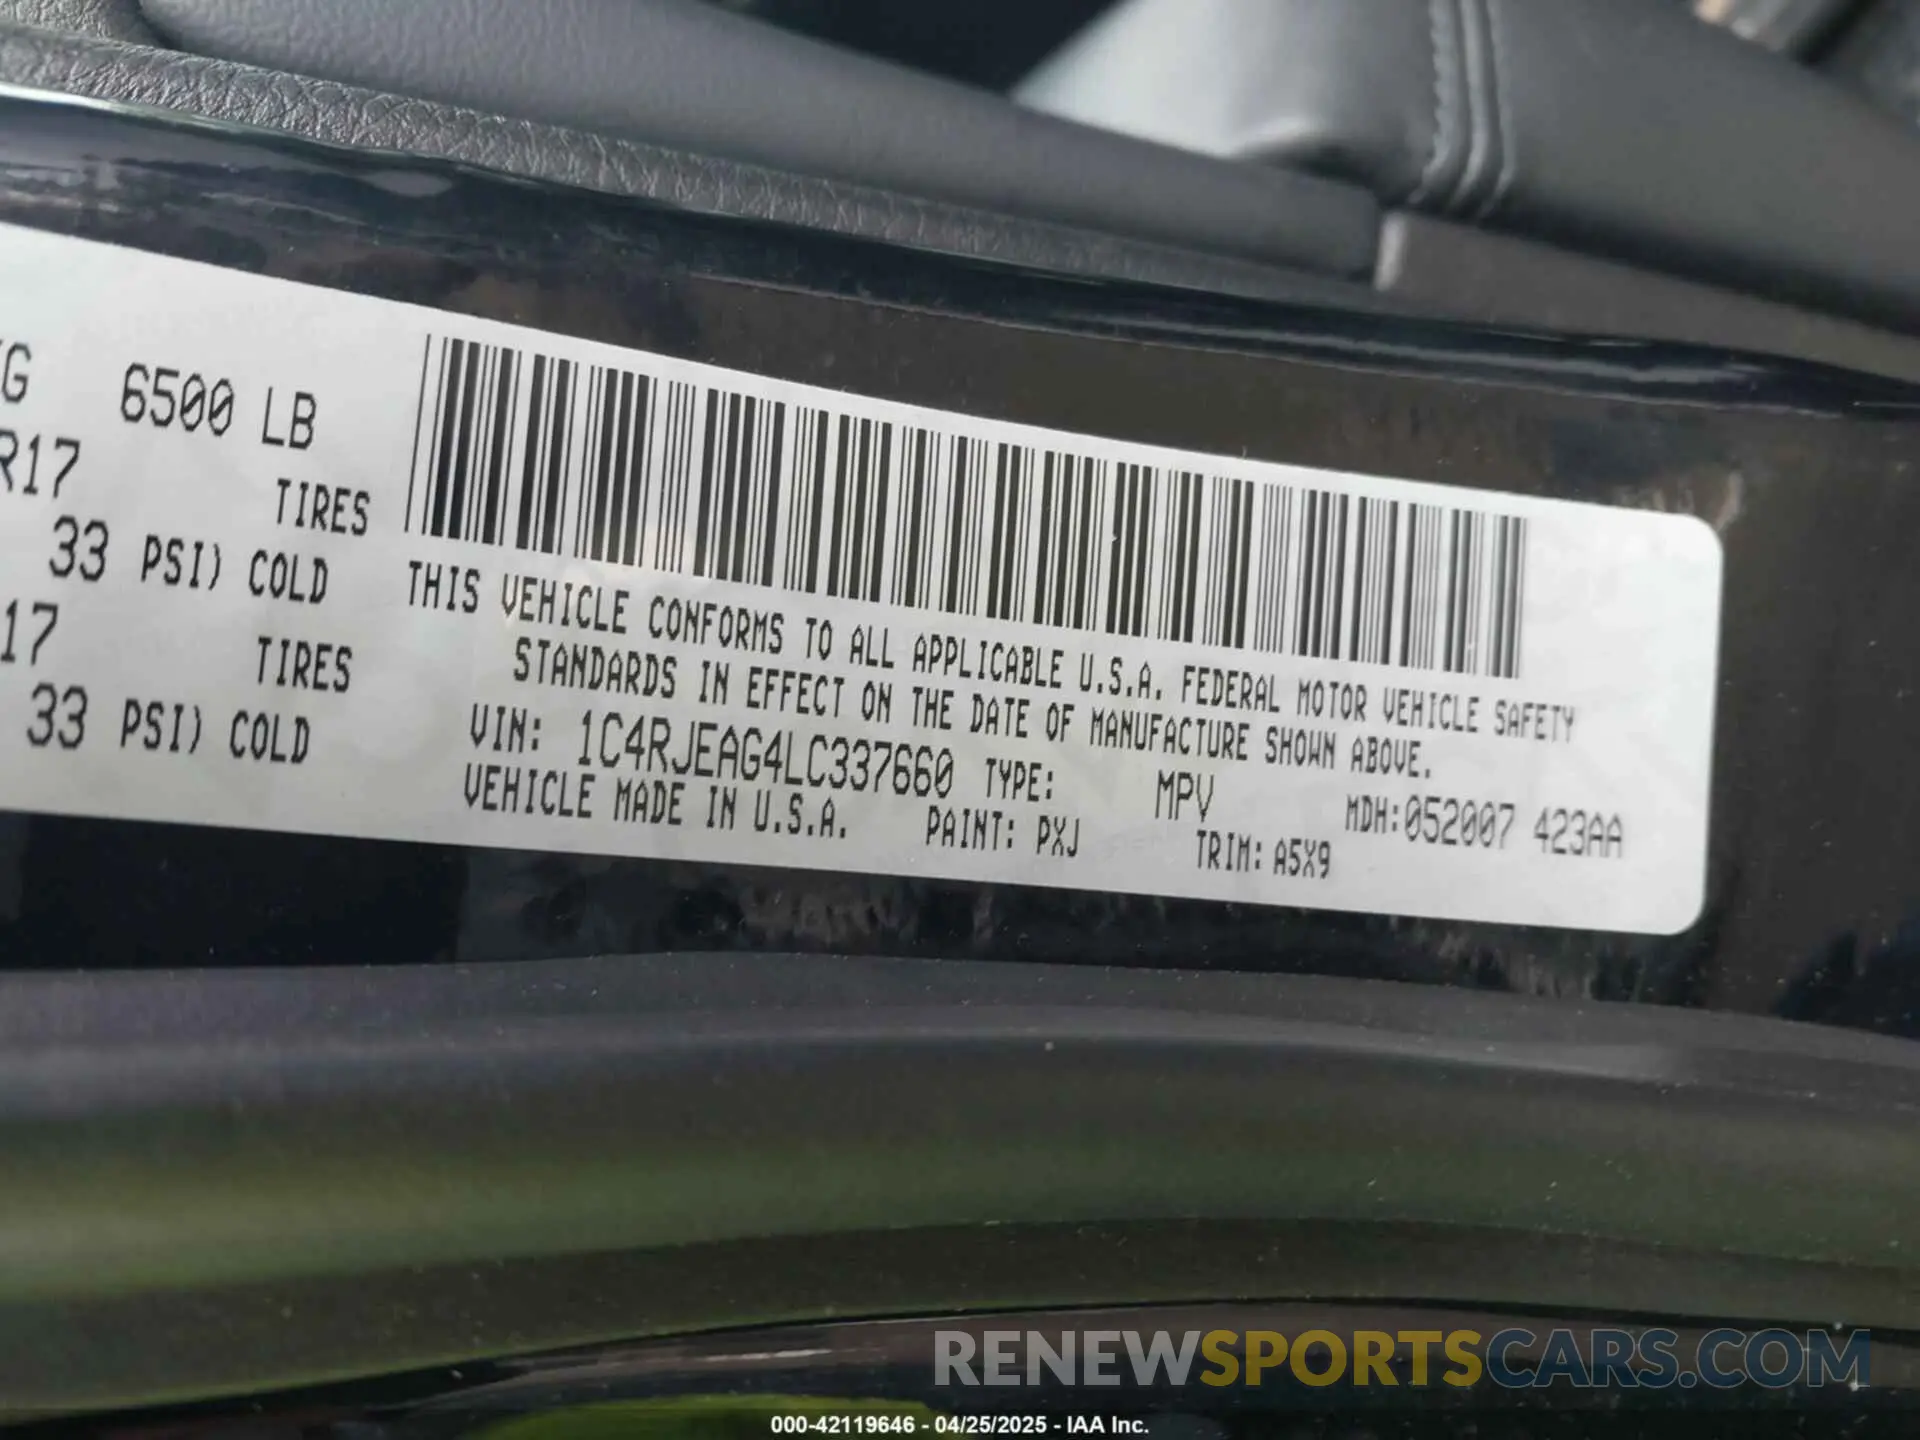 6500 LB
R17 TIRES
33 PSI) COLD
17 TIRES
33 PSI) COLD
THIS VEHICLE CONFORMS TO ALL APPLICABLE U.S.A. FEDERAL MOTOR VEHICLE SAFETY
STANDARDS IN EFFECT ON THE DATE OF MANUFACTURE SHOWN ABOVE.
VIN: 1C4RJEAG4LC337660 TYPE: MPV MDH:052007 423AA
VEHICLE MADE IN U.S.A. PAINT: PXJ TRIM: A5X9
RENEWSPORTSCARS.COM
000-42119646 - 04/25/2025 - IAA Inc.